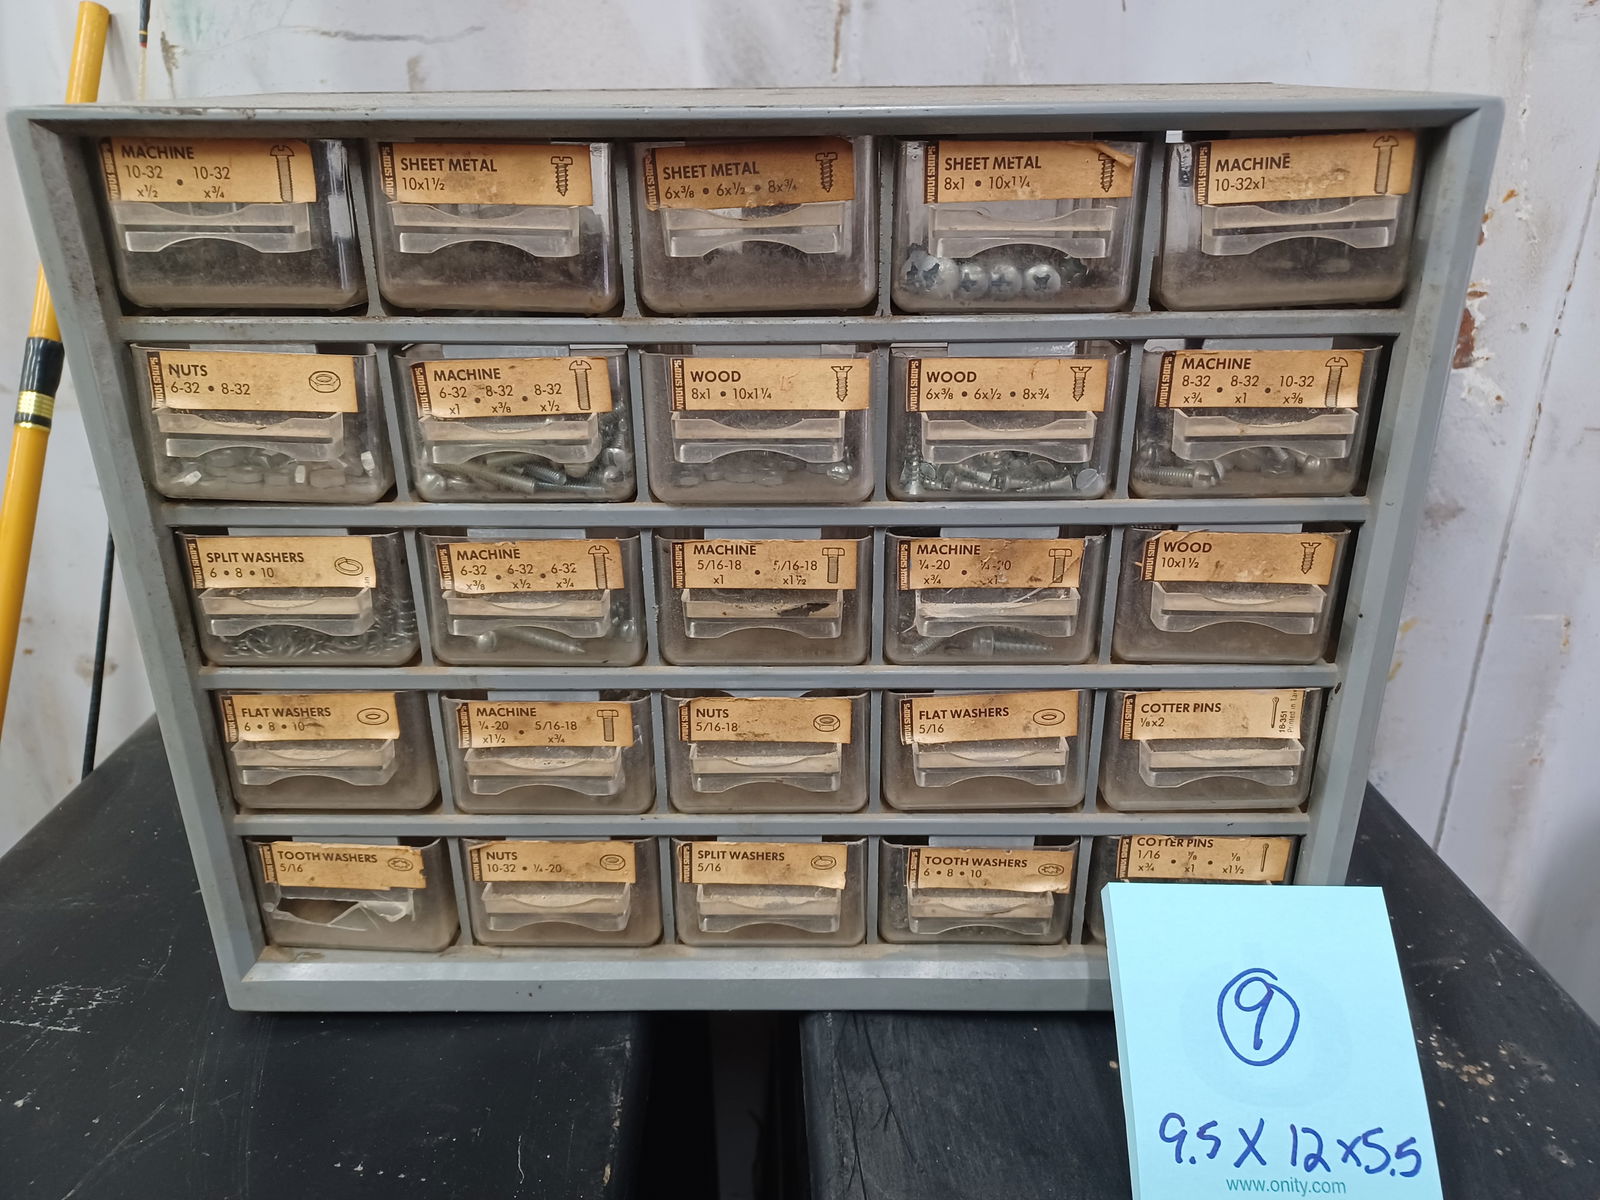 MACHINE
10-32 • 10-32
x½ x¾
SHEET METAL
10x1½
SHEET METAL
6x⅜ • 6x½ • 8x¾
SHEET METAL
8x1 • 10x1¼
MACHINE
10-32x1
NUTS
6-32 • 8-32
MACHINE
6-32 • 8-32 • 8-32
x1 x⅜ x½
WOOD
8x1 • 10x1¼
WOOD
6x⅜ • 6x½ • 8x¾
MACHINE
8-32 • 8-32 • 10-32
x¾ x1 x⅜
SPLIT WASHERS
6 • 8 • 10
MACHINE
6-32 • 6-32 • 6-32
x⅜ x½ x¾
MACHINE
5/16-18 • 5/16-18
x1 x1½
MACHINE
¼-20 • ¼-20
x¾ x1
WOOD
10x1½
FLAT WASHERS
6 • 8 • 10
MACHINE
¼-20 • 5/16-18
x1½ x¾
NUTS
5/16-18
FLAT WASHERS
5/16
COTTER PINS
⅛x2
18-351
TOOTH WASHERS
5/16
NUTS
10-32 • ¼-20
SPLIT WASHERS
5/16
TOOTH WASHERS
6 • 8 • 10
COTTER PINS
1/16 • ⅛ • ⅛
x¾ x1 x1½
9
9.5 X 12 x 5.5
www.onity.com